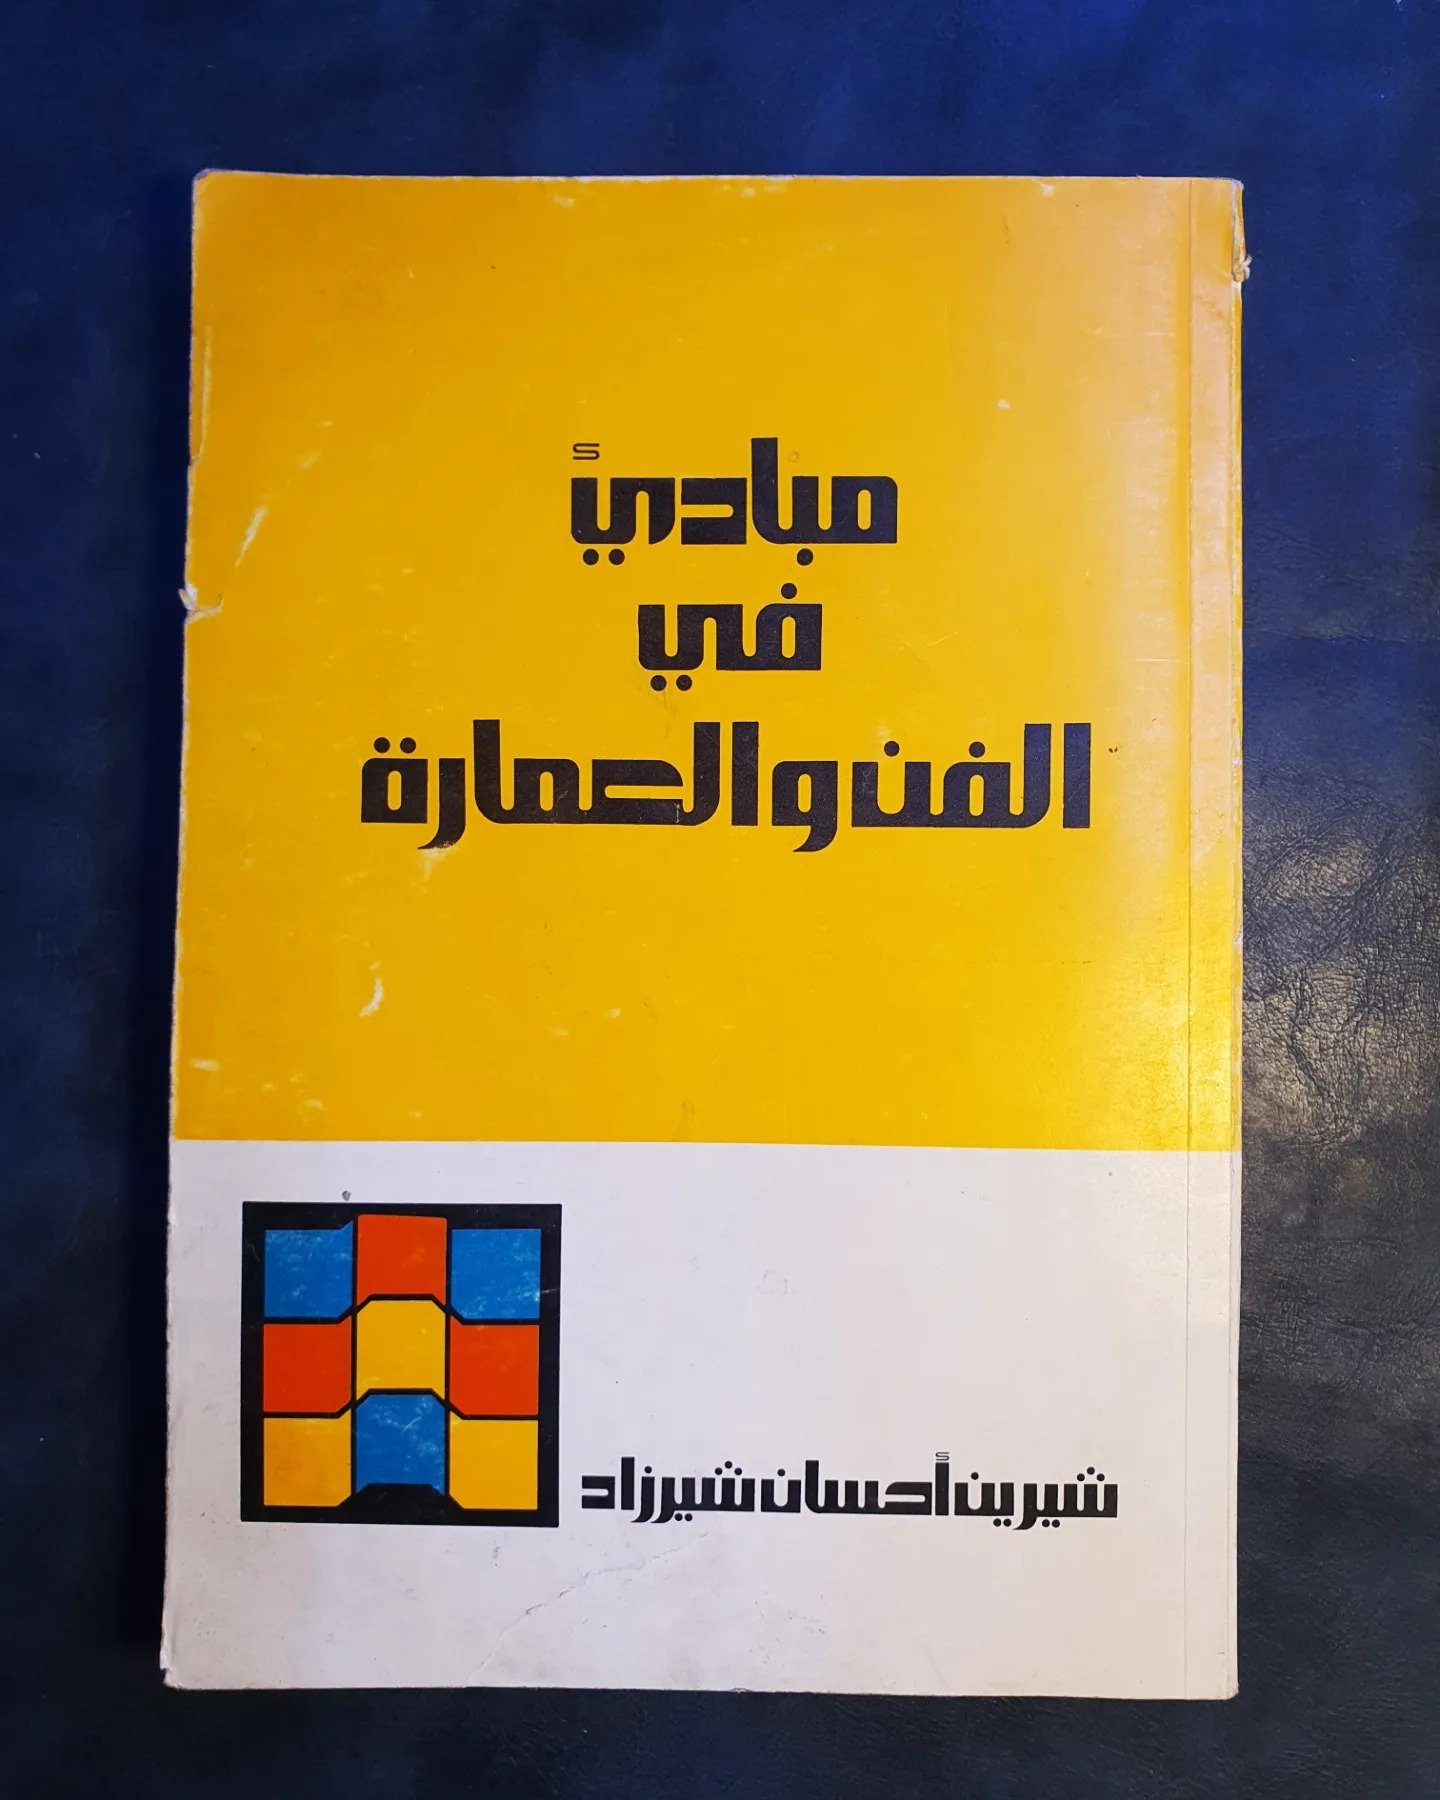 مبادئ
في
الفن والعمارة
شيرين أحسان شيرزاد